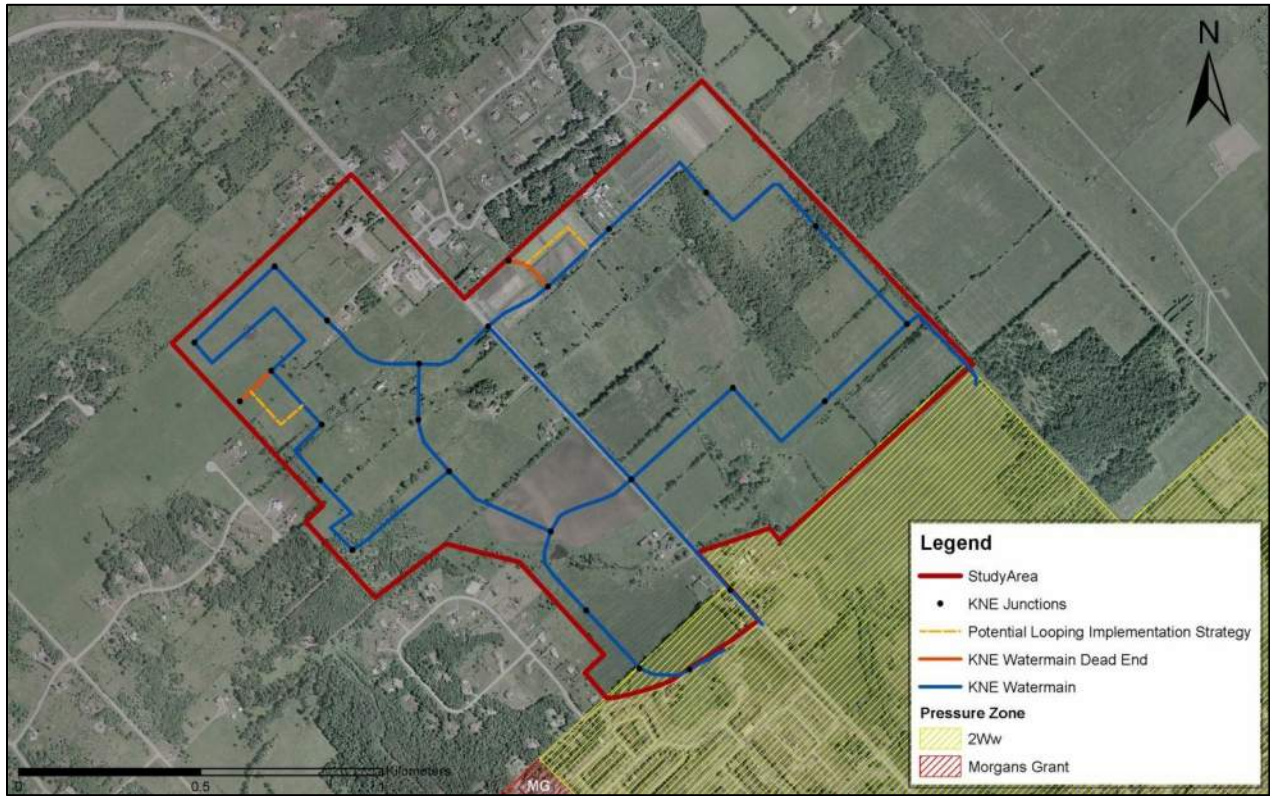 N
Legend
StudyArea
KNE Junctions
Potential Looping Implementation Strategy
KNE Watermain Dead End
KNE Watermain
Pressure Zone
2Ww
Morgans Grant
Kilometers
0 0.5 1
MG